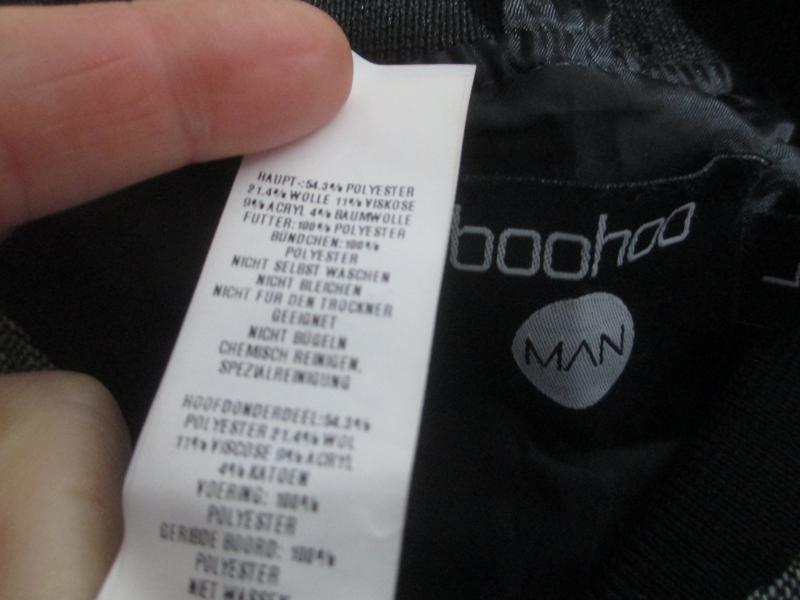 HAUPT-:54.3% POLYESTER
21.4% WOLLE 11% VISKOSE
9% ACRYL 4% BAUMWOLLE
FUTTER: 100% POLYESTER
BÜNDCHEN: 100%
POLYESTER
NICHT SELBST WASCHEN
NICHT BLEICHEN
NICHT FÜR DEN TROCKNER
GEEIGNET
NICHT BÜGELN
CHEMISCH REINIGEN,
SPEZIALREINIGUNG
HOOFDONDERDEEL:54.3%
POLYESTER 21.4% WOL
11% VISCOSE 9% ACRYL
4% KATOEN
VOERING: 100%
POLYESTER
GERIBDE BOORD: 100%
POLYESTER
NET WASSEN
boohoo
MAN
L